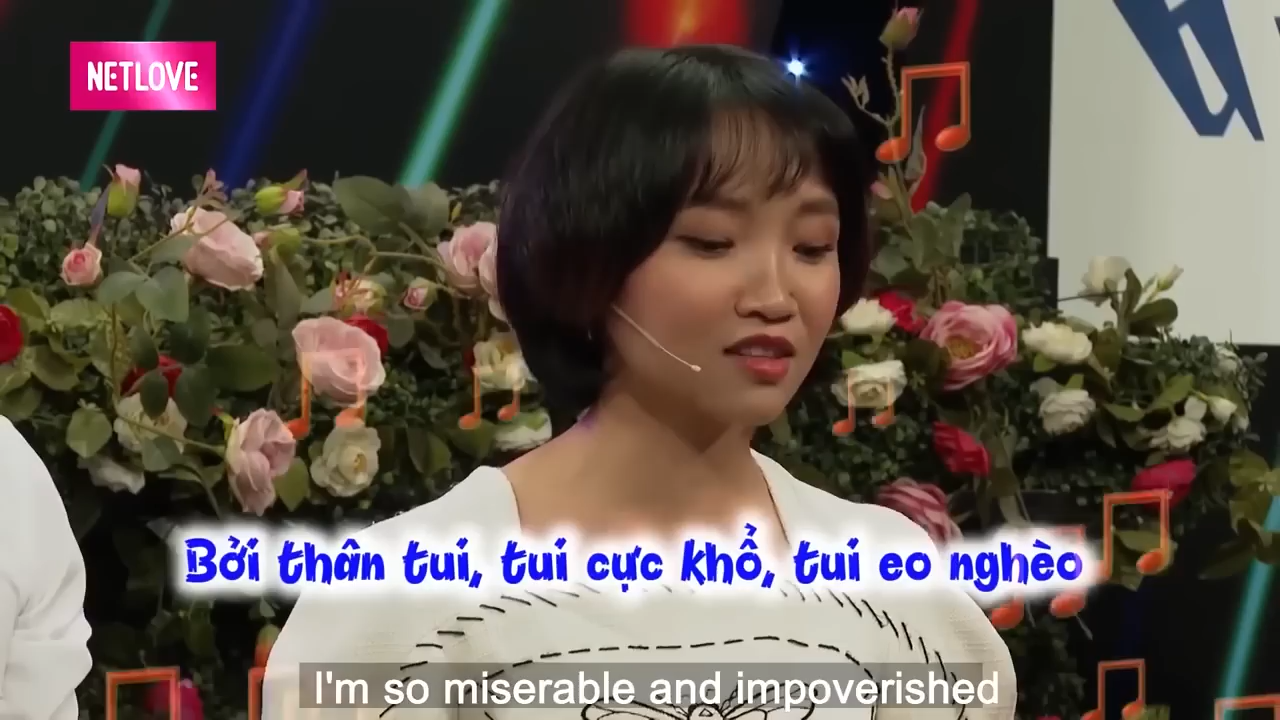 NETLOVE
Bởi thân tui, tui cực khổ, tui eo nghèo
I'm so miserable and impoverished